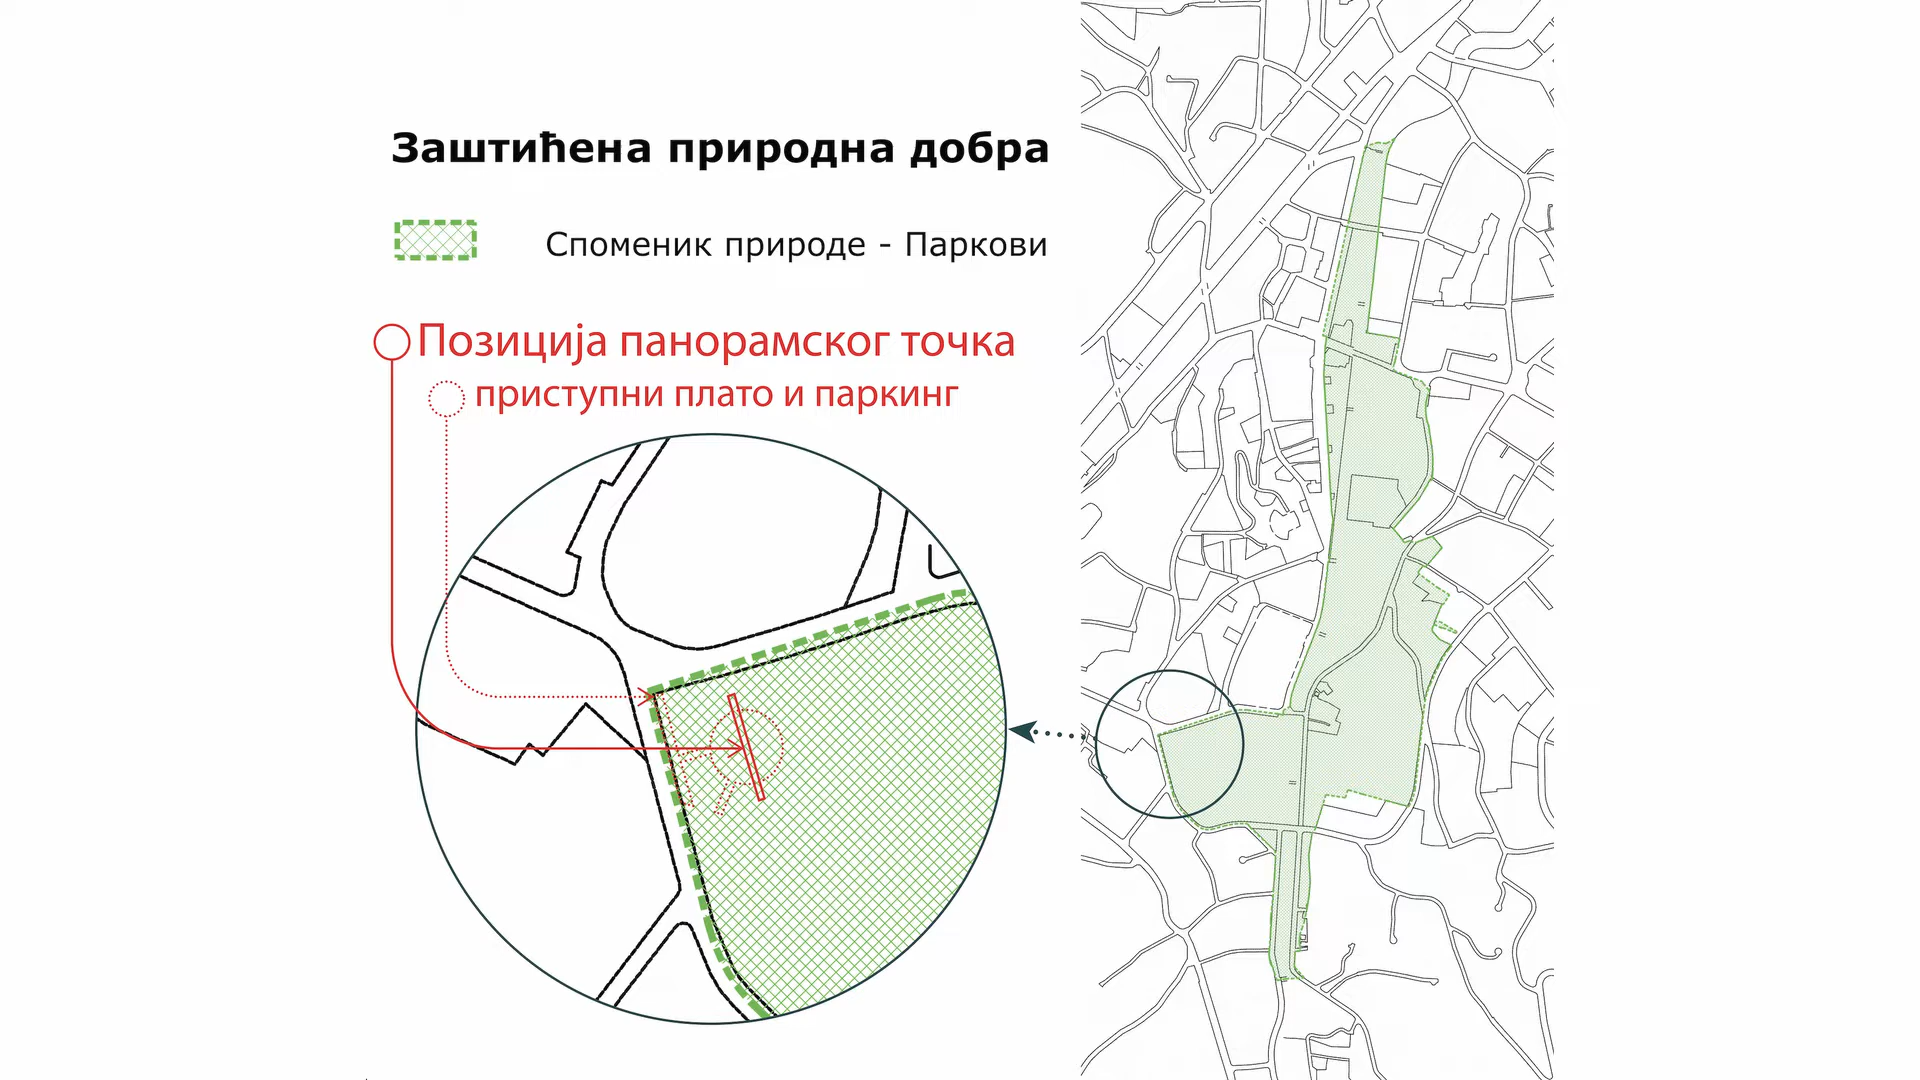 Заштићена природна добра
Споменик природе - Паркови
Позиција панорамског точка
приступни плато и паркинг